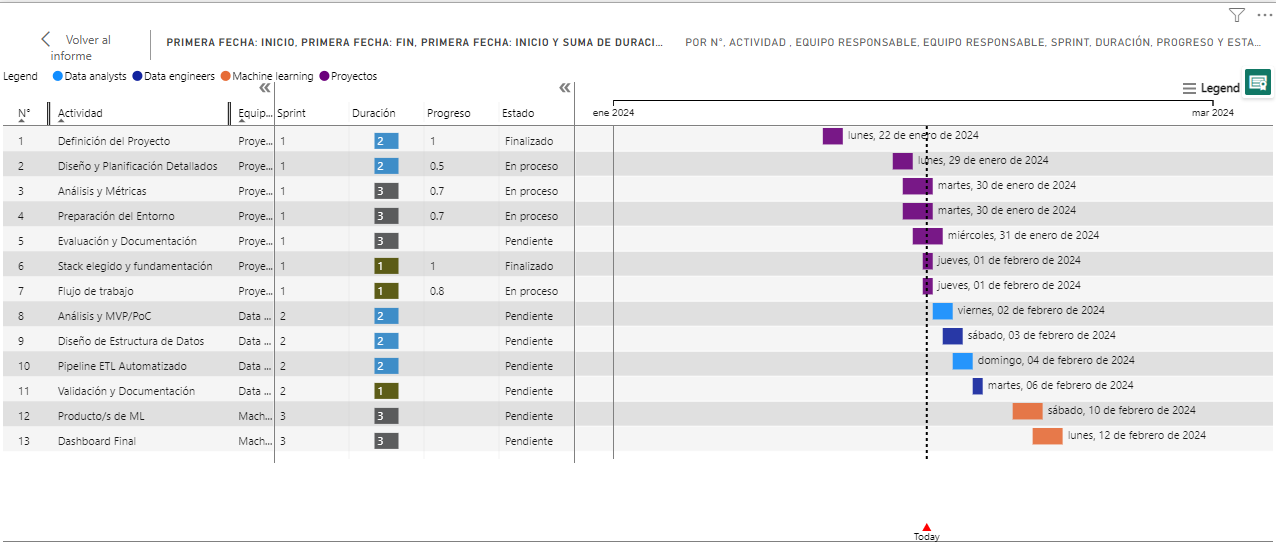 Volver al informe
PRIMERA FECHA: INICIO, PRIMERA FECHA: FIN, PRIMERA FECHA: INICIO Y SUMA DE DURACI...
POR N°, ACTIVIDAD , EQUIPO RESPONSABLE, EQUIPO RESPONSABLE, SPRINT, DURACIÓN, PROGRESO Y ESTA...
Legend Data analysts Data engineers Machine learning Proyectos
Legend
ene 2024 mar 2024
N° Actividad Equip... Sprint Duración Progreso Estado
1 Definición del Proyecto Proye... 1 2 1 Finalizado lunes, 22 de enero de 2024
2 Diseño y Planificación Detallados Proye... 1 2 0.5 En proceso lunes, 29 de enero de 2024
3 Análisis y Métricas Proye... 1 3 0.7 En proceso martes, 30 de enero de 2024
4 Preparación del Entorno Proye... 1 3 0.7 En proceso martes, 30 de enero de 2024
5 Evaluación y Documentación Proye... 1 3 Pendiente miércoles, 31 de enero de 2024
6 Stack elegido y fundamentación Proye... 1 1 1 Finalizado jueves, 01 de febrero de 2024
7 Flujo de trabajo Proye... 1 1 0.8 En proceso jueves, 01 de febrero de 2024
8 Análisis y MVP/PoC Data ... 2 2 Pendiente viernes, 02 de febrero de 2024
9 Diseño de Estructura de Datos Data ... 2 2 Pendiente sábado, 03 de febrero de 2024
10 Pipeline ETL Automatizado Data ... 2 2 Pendiente domingo, 04 de febrero de 2024
11 Validación y Documentación Data ... 2 1 Pendiente martes, 06 de febrero de 2024
12 Producto/s de ML Mach... 3 3 Pendiente sábado, 10 de febrero de 2024
13 Dashboard Final Mach... 3 3 Pendiente lunes, 12 de febrero de 2024
Today